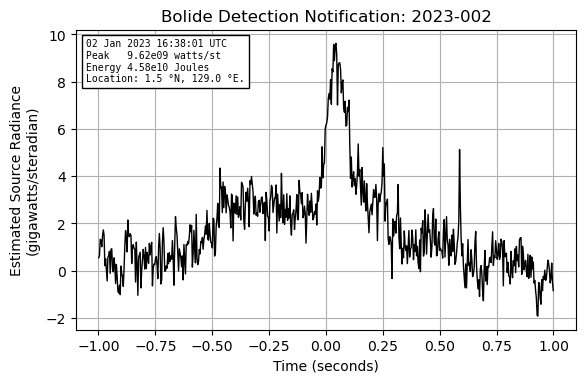 Bolide Detection Notification: 2023-002
02 Jan 2023 16:38:01 UTC
Peak   9.62e09 watts/st
Energy 4.58e10 Joules
Location: 1.5 °N, 129.0 °E.
Estimated Source Radiance
(gigawatts/steradian)
10
8
6
4
2
0
−2
−1.00 −0.75 −0.50 −0.25 0.00 0.25 0.50 0.75 1.00
Time (seconds)